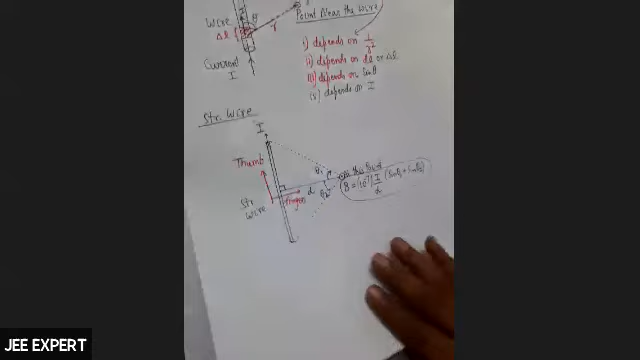 Wire
θ
Point Near the Wire
Δl
r
Current
I
i) depends on 1/r²
(ii) depends on dl or Δl
(iii) depends on Sinθ
(iv) depends on I
Str. Wire
I
Thumb
θ₁
B = (10⁻⁷) I/d (Sinθ₁ + Sinθ₂)
d
θ₂
Str
Wire
JEE EXPERT